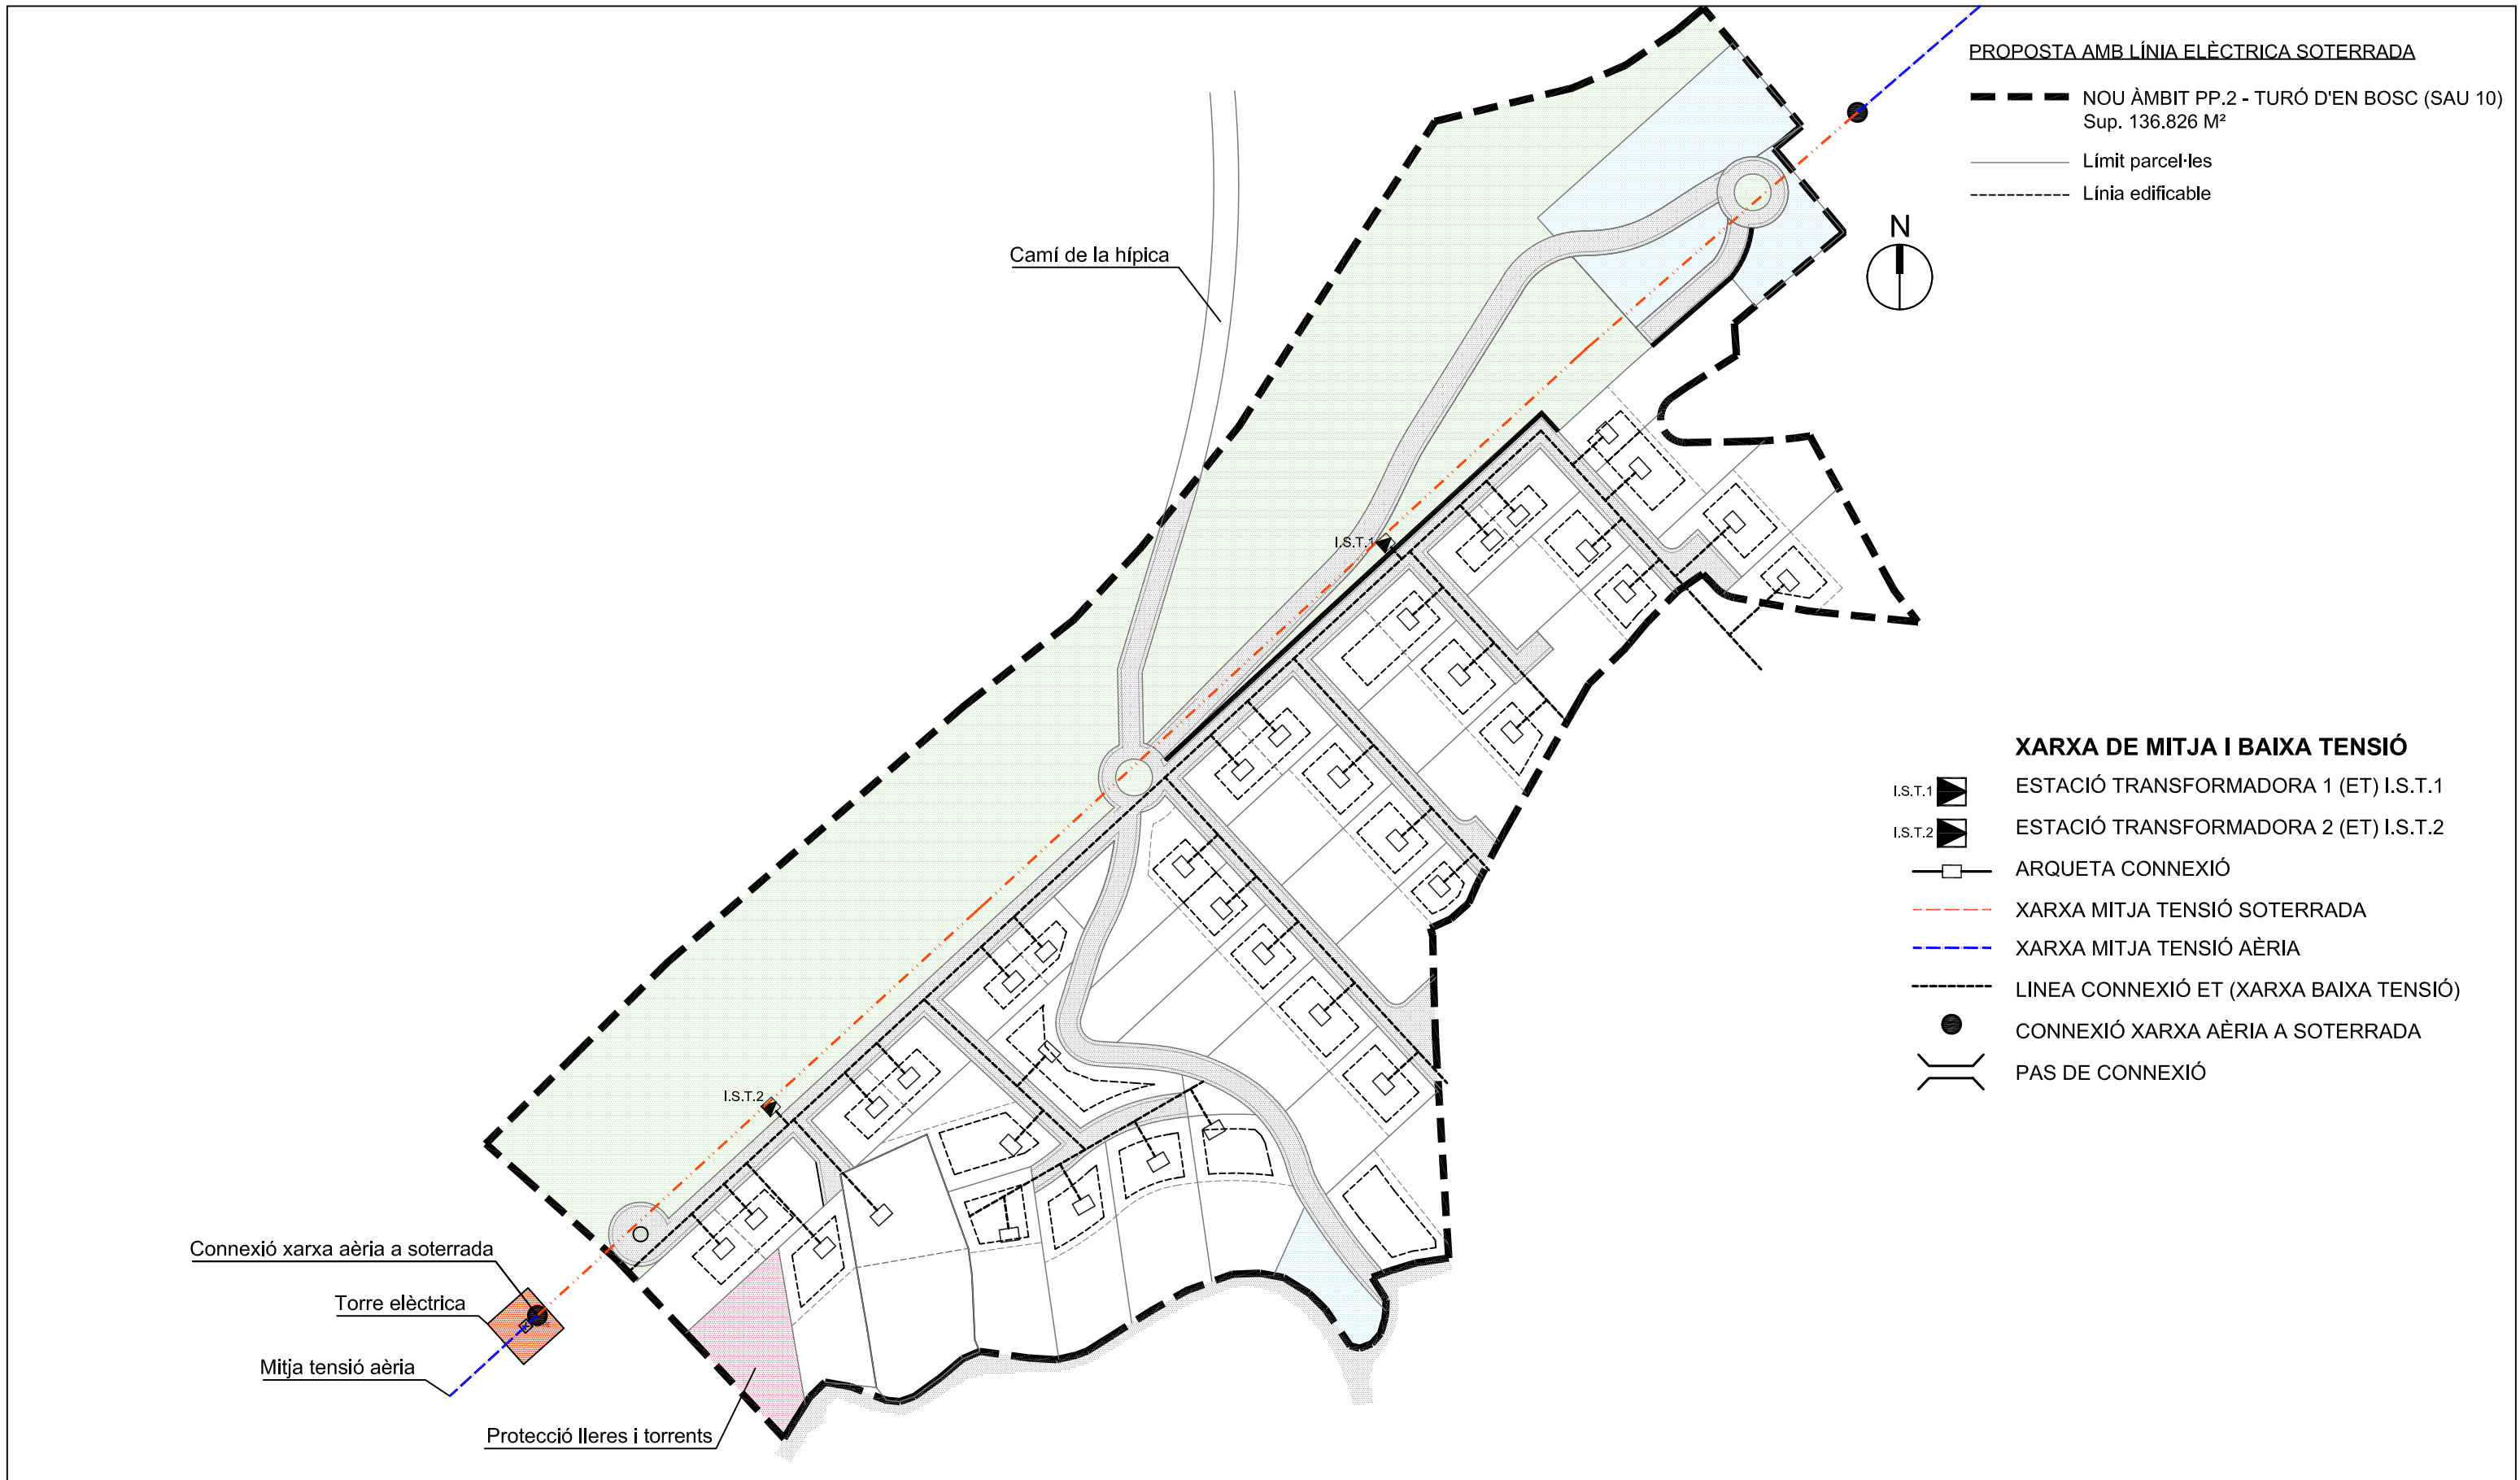 PROPOSTA AMB LÍNIA ELÈCTRICA SOTERRADA
NOU ÀMBIT PP.2 - TURÓ D'EN BOSC (SAU 10)
Sup. 136.826 M²
Límit parcel·les
Línia edificable
N
Camí de la hípica
I.S.T.1
I.S.T.2
Connexió xarxa aèria a soterrada
Torre elèctrica
Mitja tensió aèria
Protecció lleres i torrents
XARXA DE MITJA I BAIXA TENSIÓ
I.S.T.1 ESTACIÓ TRANSFORMADORA 1 (ET) I.S.T.1
I.S.T.2 ESTACIÓ TRANSFORMADORA 2 (ET) I.S.T.2
ARQUETA CONNEXIÓ
XARXA MITJA TENSIÓ SOTERRADA
XARXA MITJA TENSIÓ AÈRIA
LINEA CONNEXIÓ ET (XARXA BAIXA TENSIÓ)
CONNEXIÓ XARXA AÈRIA A SOTERRADA
PAS DE CONNEXIÓ